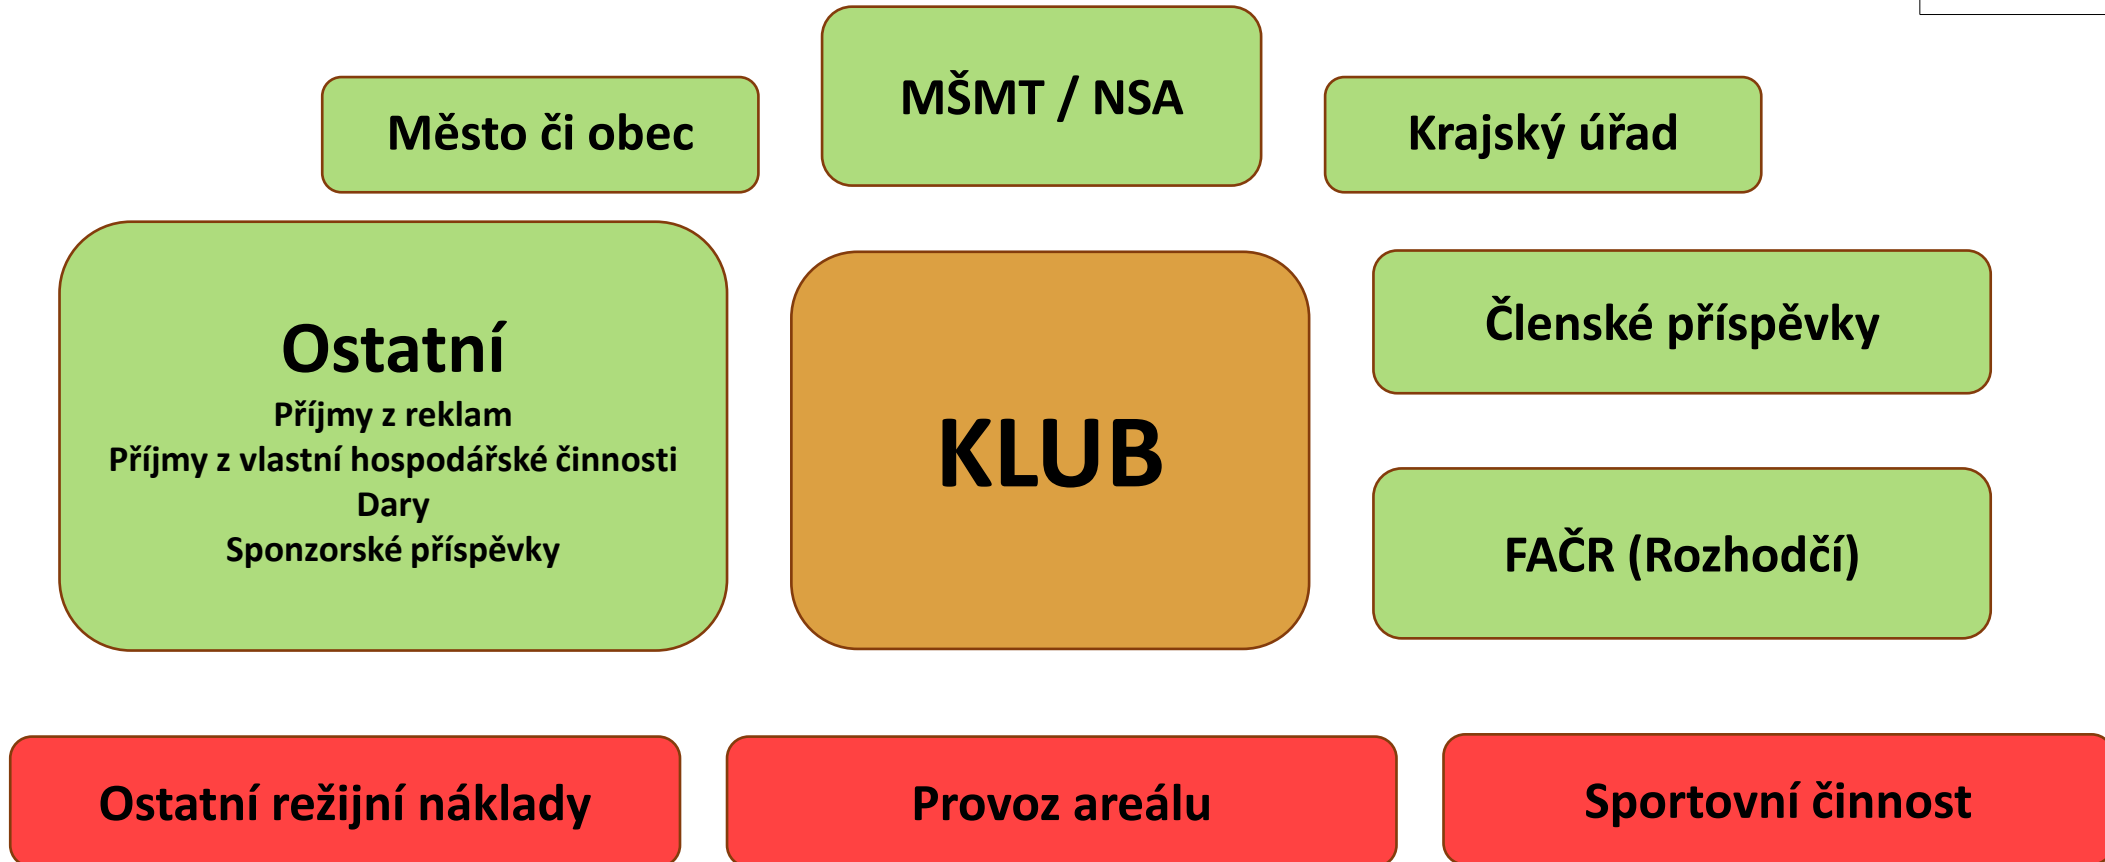 MŠMT / NSA
Město či obec
Krajský úřad
Ostatní
Příjmy z reklam
Příjmy z vlastní hospodářské činnosti
Dary
Sponzorské příspěvky
KLUB
Členské příspěvky
FAČR (Rozhodčí)
Ostatní režijní náklady
Provoz areálu
Sportovní činnost